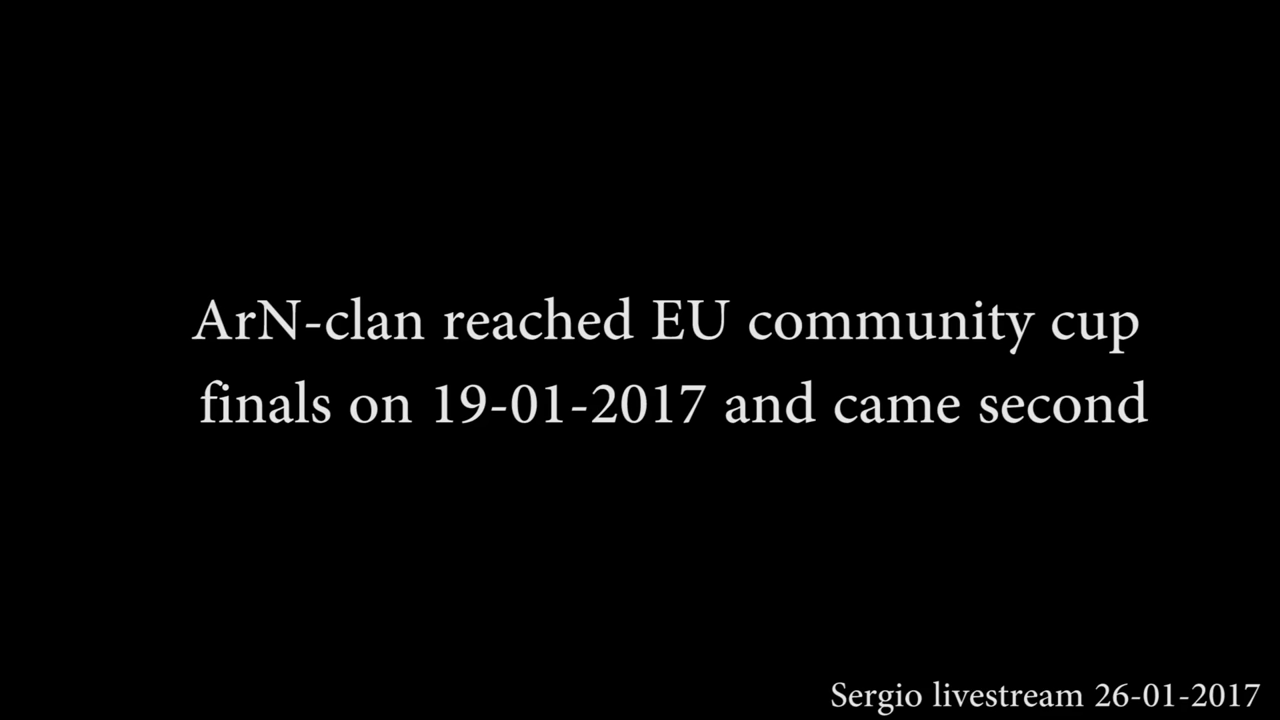 ArN-clan reached EU community cup
finals on 19-01-2017 and came second
Sergio livestream 26-01-2017